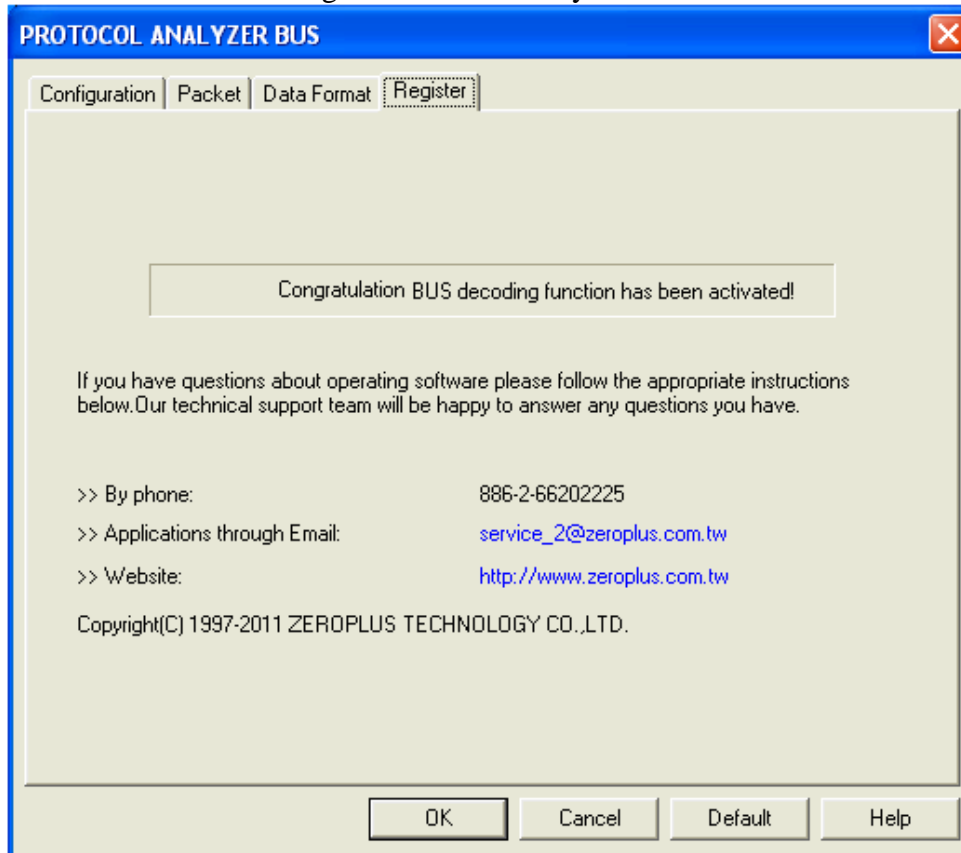 PROTOCOL ANALYZER BUS
Configuration Packet Data Format Register
Congratulation BUS decoding function has been activated!
If you have questions about operating software please follow the appropriate instructions
below.Our technical support team will be happy to answer any questions you have.
>> By phone: 886-2-66202225
>> Applications through Email: service_2@zeroplus.com.tw
>> Website: http://www.zeroplus.com.tw
Copyright(C) 1997-2011 ZEROPLUS TECHNOLOGY CO.,LTD.
OK Cancel Default Help